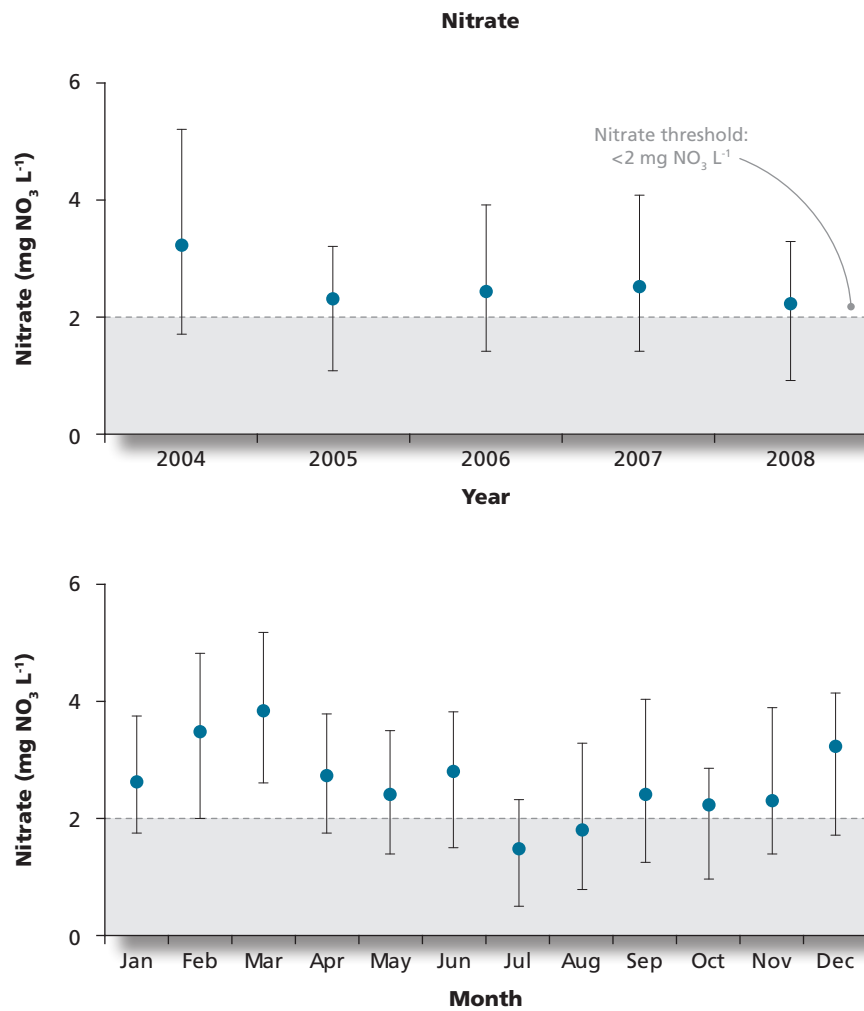 Nitrate
6
Nitrate threshold:
<2 mg NO₃ L⁻¹
4
Nitrate (mg NO₃ L⁻¹)
2
0
2004 2005 2006 2007 2008
Year
6
4
Nitrate (mg NO₃ L⁻¹)
2
0
Jan Feb Mar Apr May Jun Jul Aug Sep Oct Nov Dec
Month